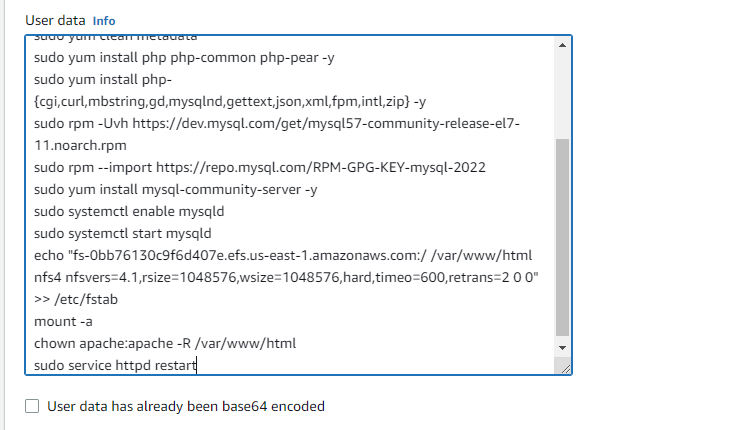 User data Info
sudo yum clean metadata
sudo yum install php php-common php-pear -y
sudo yum install php-
{cgi,curl,mbstring,gd,mysqlnd,gettext,json,xml,fpm,intl,zip} -y
sudo rpm -Uvh https://dev.mysql.com/get/mysql57-community-release-el7-
11.noarch.rpm
sudo rpm --import https://repo.mysql.com/RPM-GPG-KEY-mysql-2022
sudo yum install mysql-community-server -y
sudo systemctl enable mysqld
sudo systemctl start mysqld
echo "fs-0bb76130c9f6d407e.efs.us-east-1.amazonaws.com:/ /var/www/html
nfs4 nfsvers=4.1,rsize=1048576,wsize=1048576,hard,timeo=600,retrans=2 0 0"
>> /etc/fstab
mount -a
chown apache:apache -R /var/www/html
sudo service httpd restart
User data has already been base64 encoded